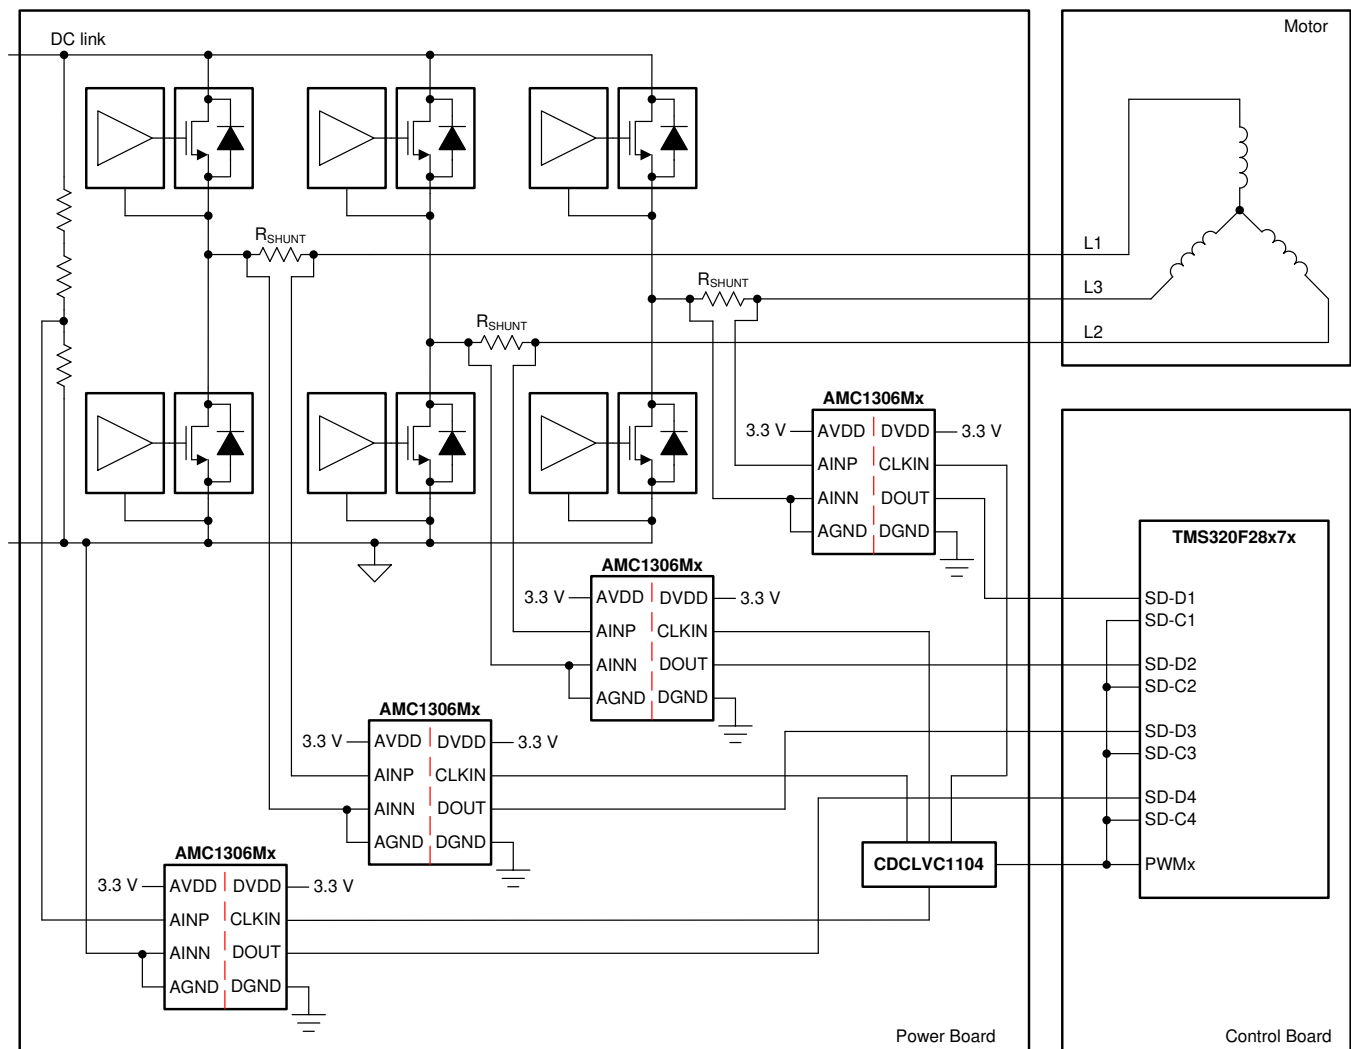 DC link
Motor
R_SHUNT
L1
R_SHUNT
L3
R_SHUNT
L2
AMC1306Mx
3.3 V AVDD DVDD 3.3 V
AINP CLKIN
AINN DOUT
AGND DGND
TMS320F28x7x
SD-D1
SD-C1
SD-D2
SD-C2
SD-D3
SD-C3
SD-D4
SD-C4
PWMx
AMC1306Mx
3.3 V AVDD DVDD 3.3 V
AINP CLKIN
AINN DOUT
AGND DGND
AMC1306Mx
3.3 V AVDD DVDD 3.3 V
AINP CLKIN
AINN DOUT
AGND DGND
CDCLVC1104
AMC1306Mx
3.3 V AVDD DVDD 3.3 V
AINP CLKIN
AINN DOUT
AGND DGND
Power Board
Control Board